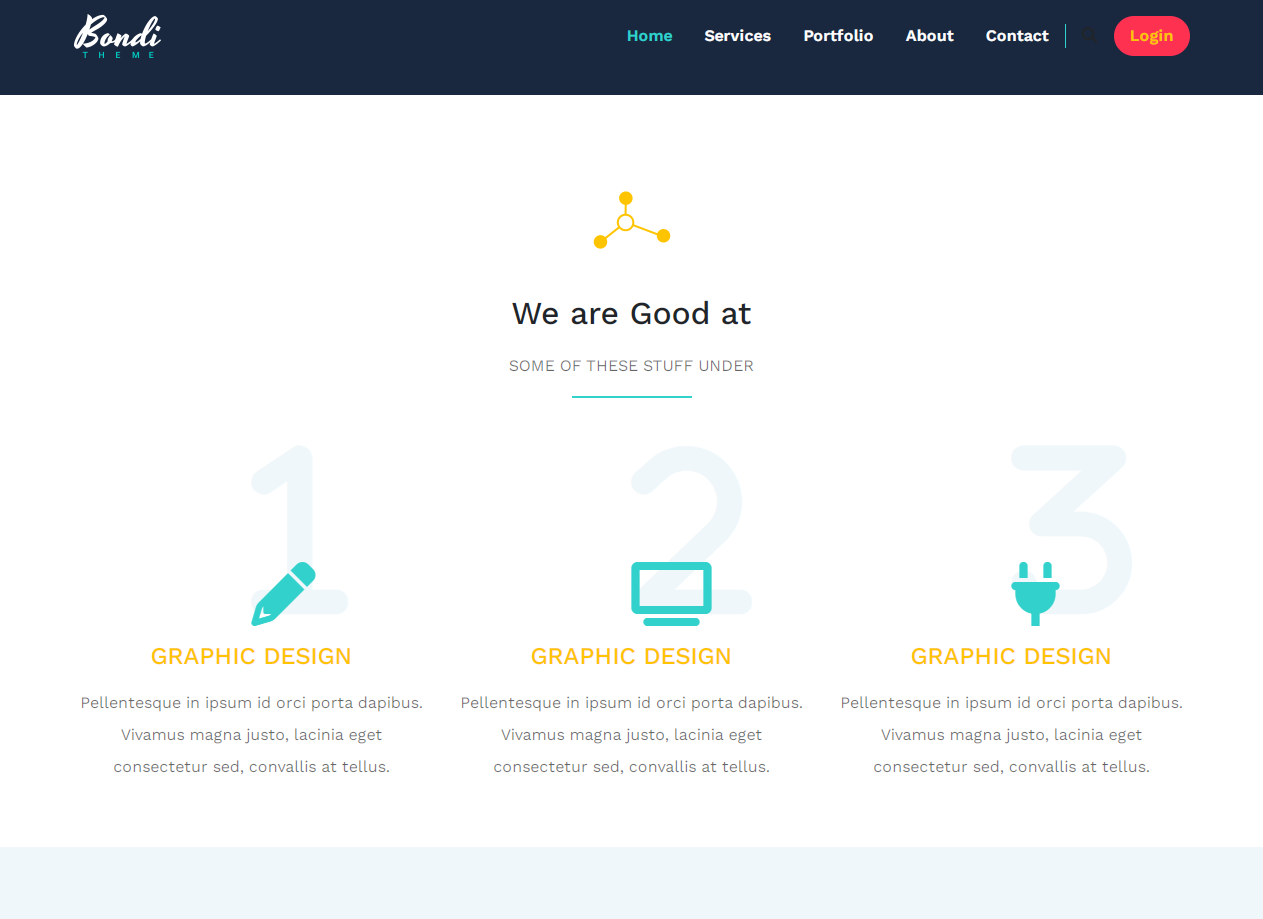 Bondi
THEME
Home Services Portfolio About Contact Login
We are Good at
SOME OF THESE STUFF UNDER
1 2 3
GRAPHIC DESIGN GRAPHIC DESIGN GRAPHIC DESIGN
Pellentesque in ipsum id orci porta dapibus.
Vivamus magna justo, lacinia eget
consectetur sed, convallis at tellus.
Pellentesque in ipsum id orci porta dapibus.
Vivamus magna justo, lacinia eget
consectetur sed, convallis at tellus.
Pellentesque in ipsum id orci porta dapibus.
Vivamus magna justo, lacinia eget
consectetur sed, convallis at tellus.